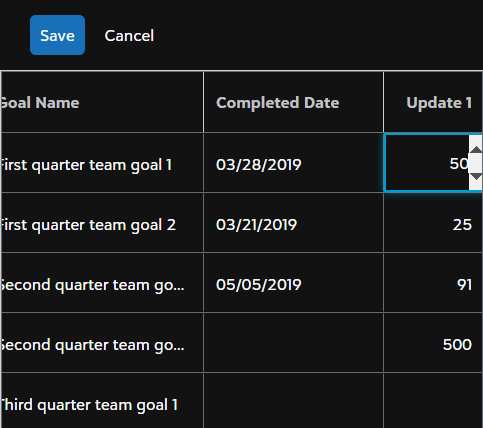 Save Cancel
Goal Name Completed Date Update 1
First quarter team goal 1 03/28/2019 50
First quarter team goal 2 03/21/2019 25
Second quarter team go... 05/05/2019 91
Second quarter team go... 500
Third quarter team goal 1